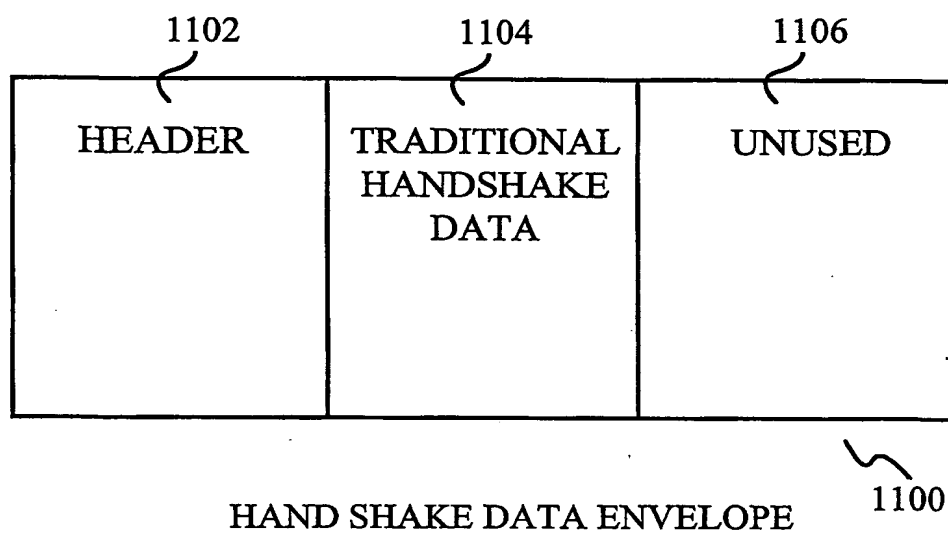 1102
1104
1106
HEADER
TRADITIONAL
HANDSHAKE
DATA
UNUSED
1100
HAND SHAKE DATA ENVELOPE